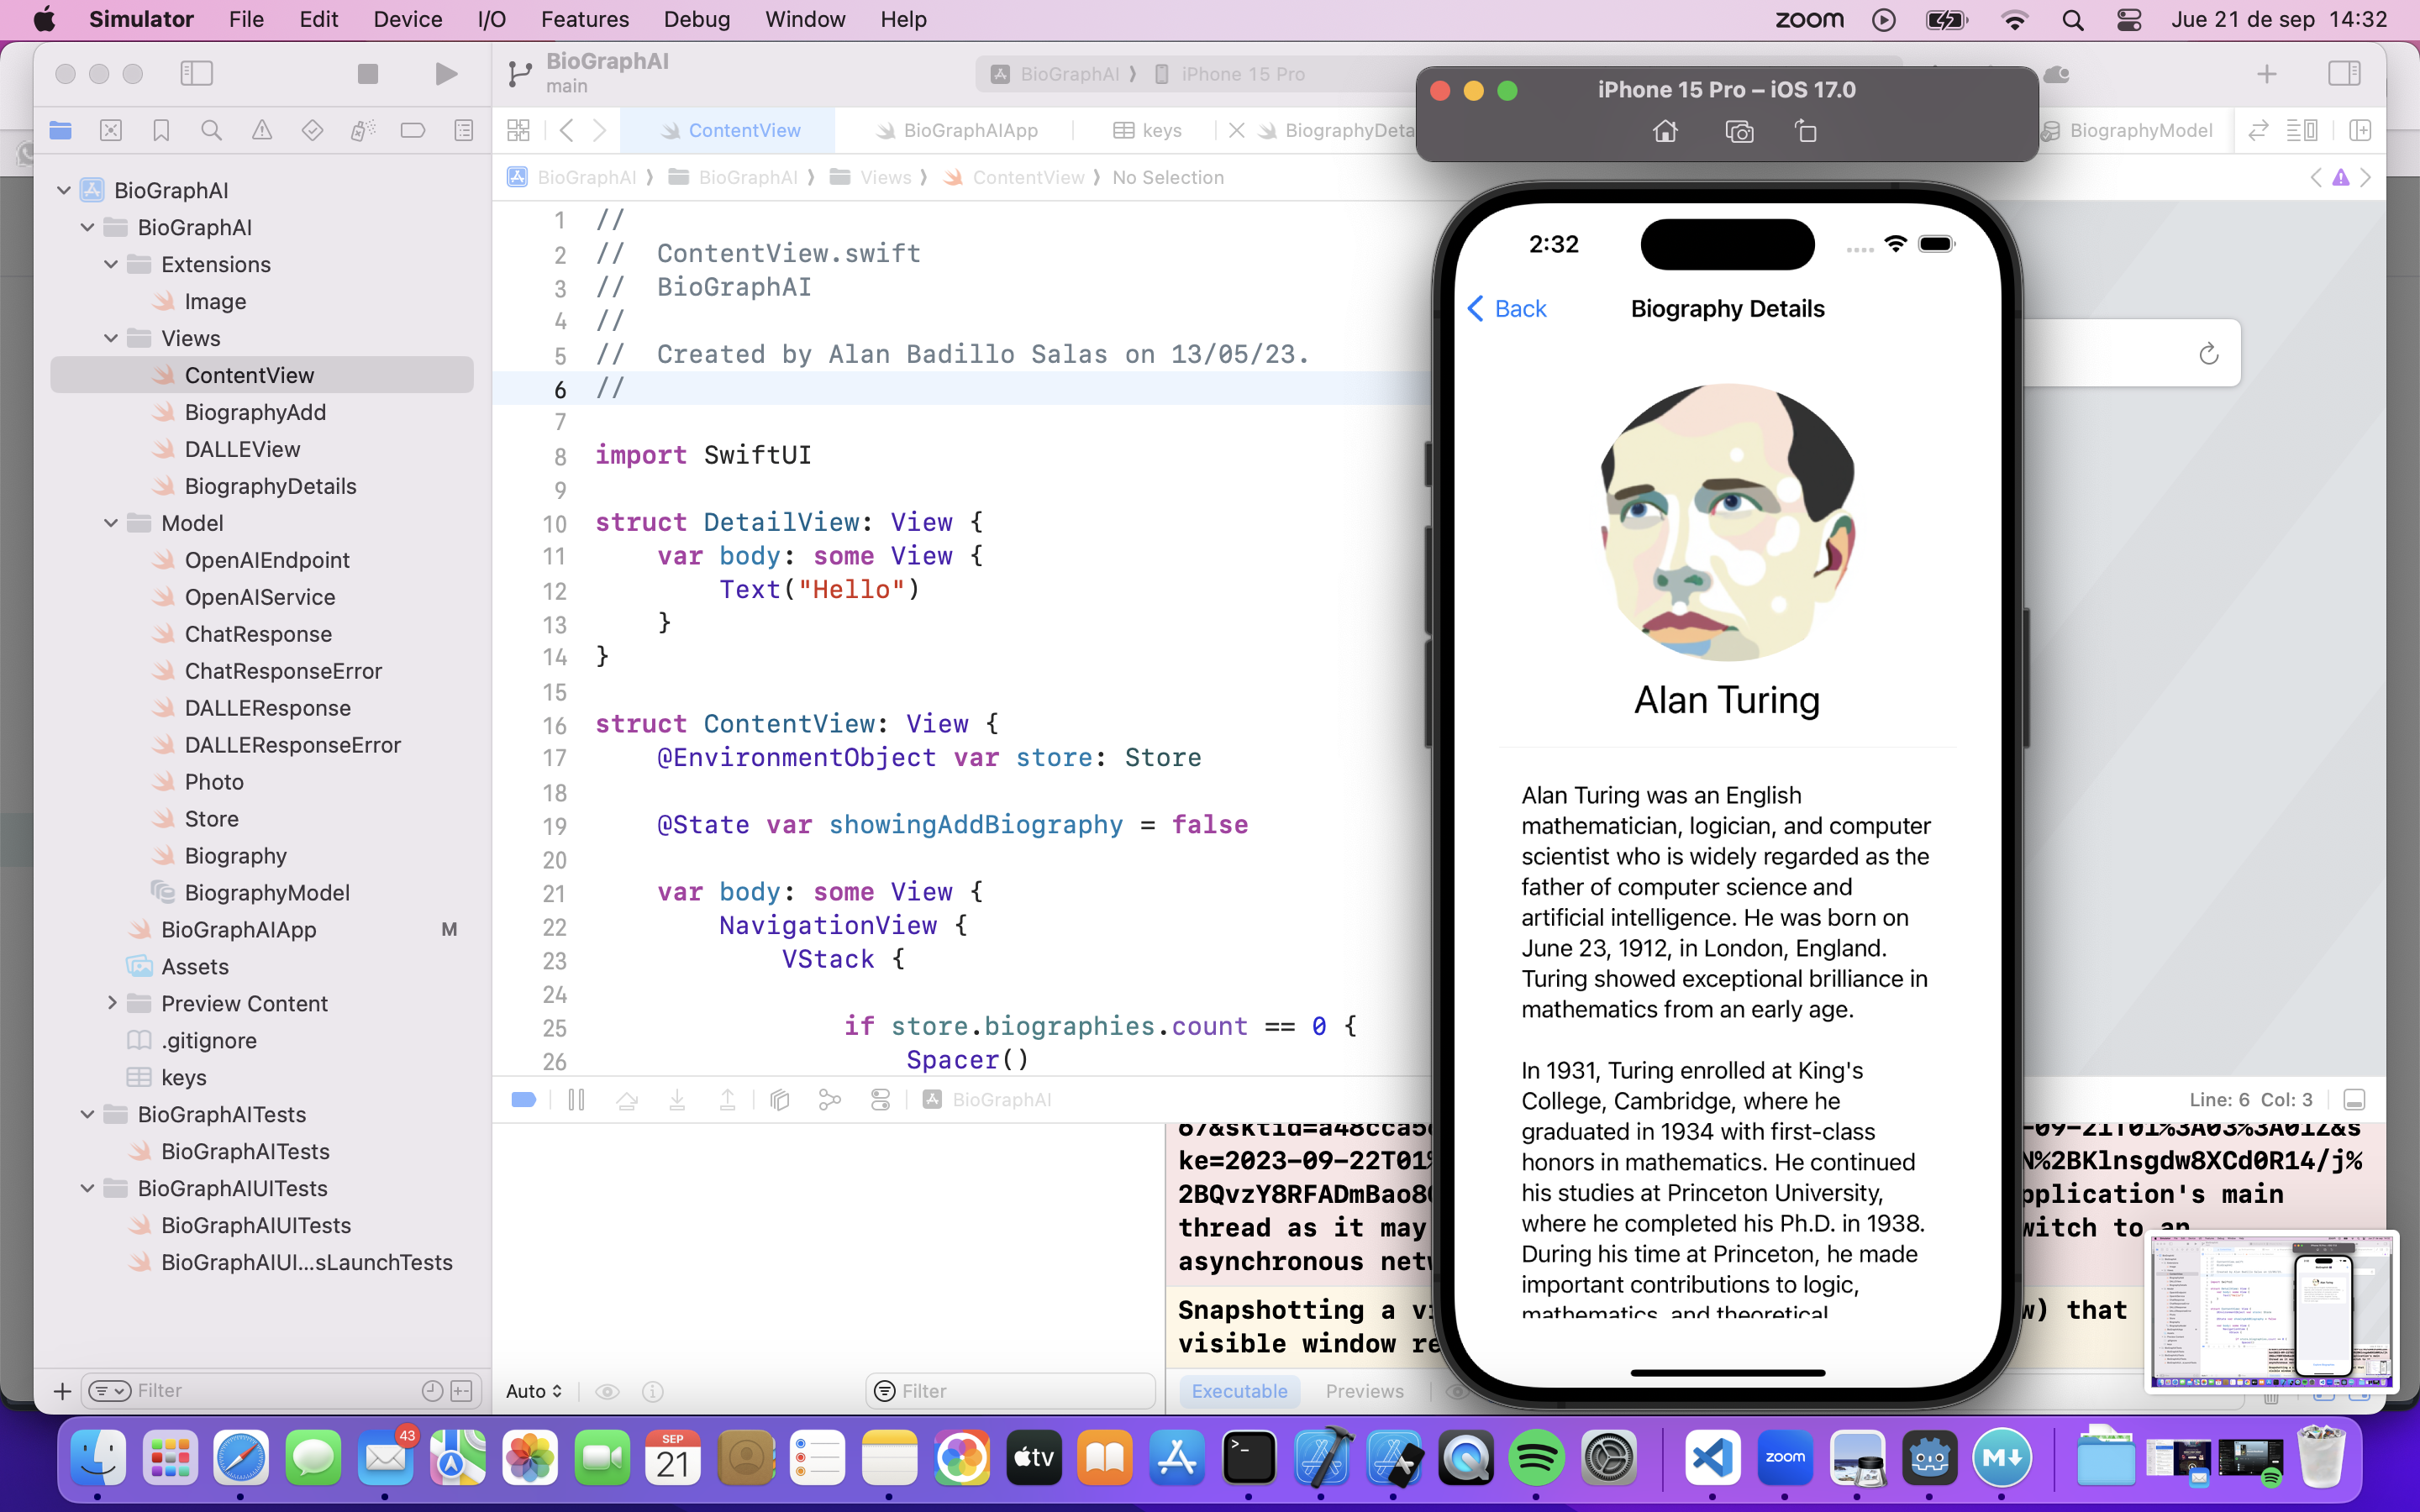 Simulator File Edit Device I/O Features Debug Window Help
zoom Jue 21 de sep 14:32
BioGraphAI
main
BioGraphAI ⟩ iPhone 15 Pro
iPhone 15 Pro – iOS 17.0
ContentView BioGraphAIApp keys BiographyDeta BiographyModel
BioGraphAI ⟩ BioGraphAI ⟩ Views ⟩ ContentView ⟩ No Selection
BioGraphAI
BioGraphAI
Extensions
Image
Views
ContentView
BiographyAdd
DALLEView
BiographyDetails
Model
OpenAIEndpoint
OpenAIService
ChatResponse
ChatResponseError
DALLEResponse
DALLEResponseError
Photo
Store
Biography
BiographyModel
BioGraphAIApp M
Assets
Preview Content
.gitignore
keys
BioGraphAITests
BioGraphAITests
BioGraphAIUITests
BioGraphAIUITests
BioGraphAIUI...sLaunchTests
Filter
1 //
2 //  ContentView.swift
3 //  BioGraphAI
4 //
5 //  Created by Alan Badillo Salas on 13/05/23.
6 //
7
8 import SwiftUI
9
10 struct DetailView: View {
11     var body: some View {
12         Text("Hello")
13     }
14 }
15
16 struct ContentView: View {
17     @EnvironmentObject var store: Store
18
19     @State var showingAddBiography = false
20
21     var body: some View {
22         NavigationView {
23             VStack {
24
25                 if store.biographies.count == 0 {
26                     Spacer()
BioGraphAI
Line: 6 Col: 3
67&sktid=a48cca5 -09-21T01%3A03%3A01Z&s
ke=2023-09-22T01% N%2BKlnsgdw8XCd0R14/j%
2BQvzY8RFADmBao8 pplication's main
thread as it may witch to an
asynchronous netw
Snapshotting a vi w) that
visible window re
Auto Filter
Executable Previews
2:32
Back Biography Details
Alan Turing
Alan Turing was an English
mathematician, logician, and computer
scientist who is widely regarded as the
father of computer science and
artificial intelligence. He was born on
June 23, 1912, in London, England.
Turing showed exceptional brilliance in
mathematics from an early age.
In 1931, Turing enrolled at King's
College, Cambridge, where he
graduated in 1934 with first-class
honors in mathematics. He continued
his studies at Princeton University,
where he completed his Ph.D. in 1938.
During his time at Princeton, he made
important contributions to logic,
mathematics, and theoretical
43
SEP
21
tv
zoom
M